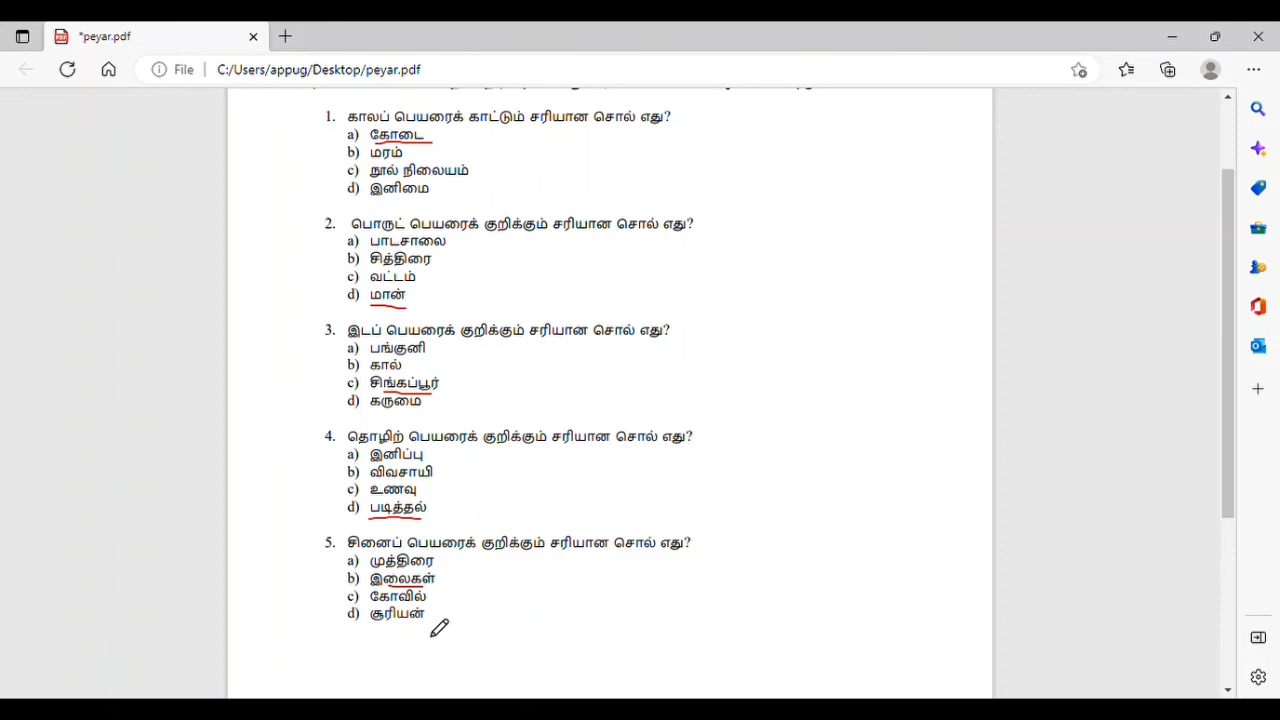 *peyar.pdf
File
C:/Users/appug/Desktop/peyar.pdf
1. காலப் பெயரைக் காட்டும் சரியான சொல் எது?
a) கோடை
b) மரம்
c) நூல் நிலையம்
d) இனிமை
2. பொருட் பெயரைக் குறிக்கும் சரியான சொல் எது?
a) பாடசாலை
b) சித்திரை
c) வட்டம்
d) மான்
3. இடப் பெயரைக் குறிக்கும் சரியான சொல் எது?
a) பங்குனி
b) கால்
c) சிங்கப்பூர்
d) கருமை
4. தொழிற் பெயரைக் குறிக்கும் சரியான சொல் எது?
a) இனிப்பு
b) விவசாயி
c) உணவு
d) படித்தல்
5. சினைப் பெயரைக் குறிக்கும் சரியான சொல் எது?
a) முத்திரை
b) இலைகள்
c) கோவில்
d) சூரியன்